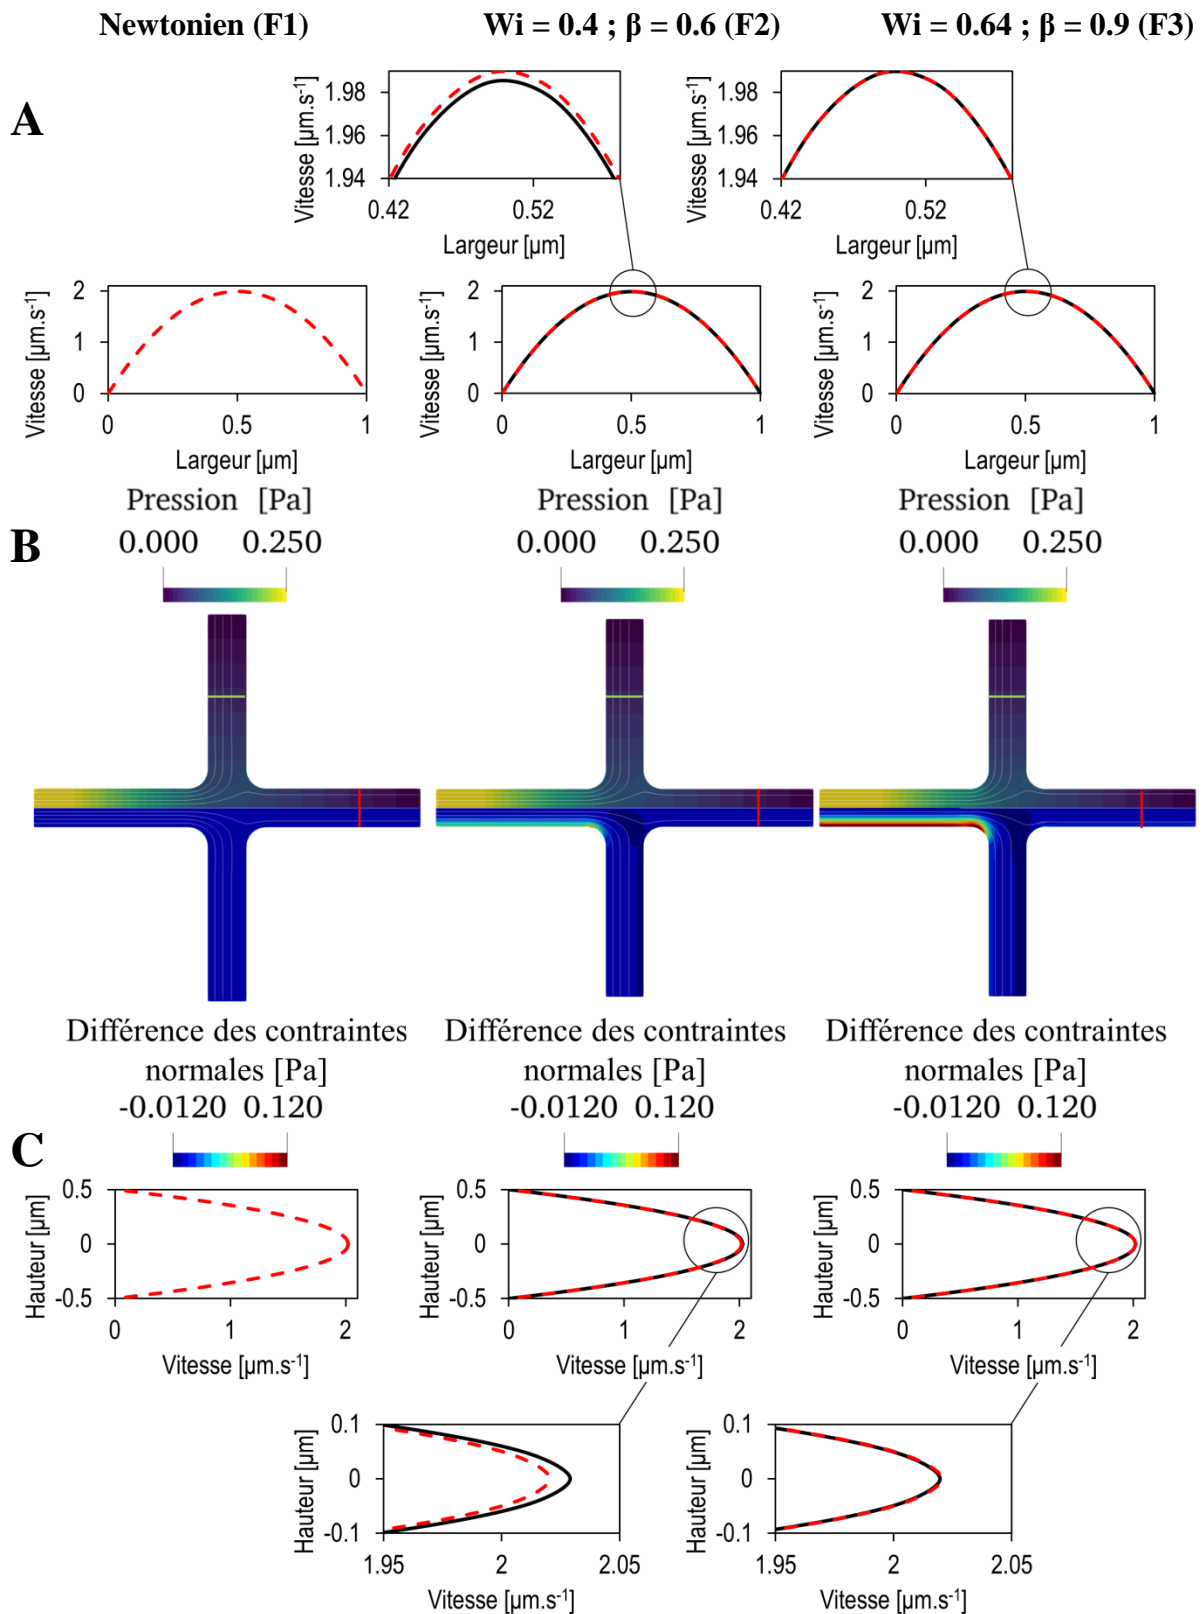 Newtonien (F1) Wi = 0.4 ; β = 0.6 (F2) Wi = 0.64 ; β = 0.9 (F3)
A
Vitesse [µm.s-1]
1.98
1.96
1.94
0.42 0.52
Largeur [µm]
Vitesse [µm.s-1]
1.98
1.96
1.94
0.42 0.52
Largeur [µm]
Vitesse [µm.s-1]
2
1
0
0 0.5 1
Largeur [µm]
Vitesse [µm.s-1]
2
1
0
0 0.5 1
Largeur [µm]
Vitesse [µm.s-1]
2
1
0
0 0.5 1
Largeur [µm]
B
Pression [Pa]
0.000 0.250
Pression [Pa]
0.000 0.250
Pression [Pa]
0.000 0.250
Différence des contraintes
normales [Pa]
-0.0120 0.120
Différence des contraintes
normales [Pa]
-0.0120 0.120
Différence des contraintes
normales [Pa]
-0.0120 0.120
C
Hauteur [µm]
0.5
0
-0.5
0 1 2
Vitesse [µm.s-1]
Hauteur [µm]
0.5
0
-0.5
0 1 2
Vitesse [µm.s-1]
Hauteur [µm]
0.5
0
-0.5
0 1 2
Vitesse [µm.s-1]
Hauteur [µm]
0.1
0
-0.1
1.95 2 2.05
Vitesse [µm.s-1]
Hauteur [µm]
0.1
0
-0.1
1.95 2 2.05
Vitesse [µm.s-1]